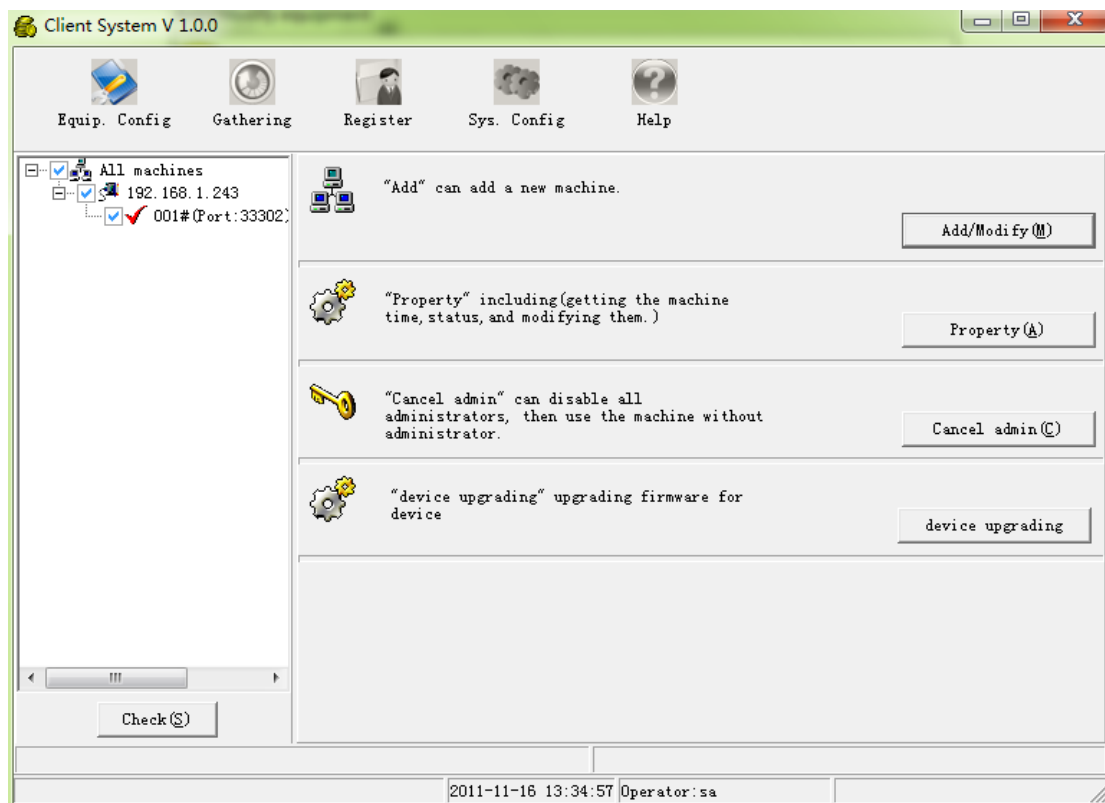 Client System V 1.0.0
Equip. Config
Gathering
Register
Sys. Config
Help
All machines
192.168.1.243
001#(Port:33302)
"Add" can add a new machine.
Add/Modify(M)
"Property" including(getting the machine
time,status,and modifying them.)
Property(A)
"Cancel admin" can disable all
administrators, then use the machine without
administrator.
Cancel admin(C)
"device upgrading" upgrading firmware for
device
device upgrading
Check(S)
2011-11-16 13:34:57
Operator:sa